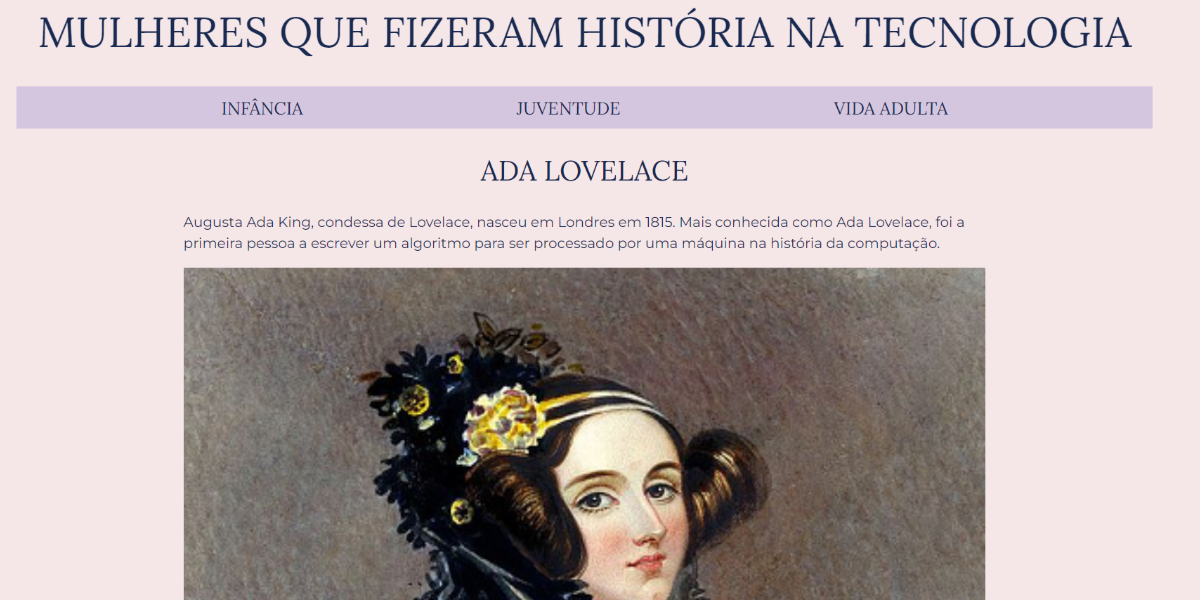 MULHERES QUE FIZERAM HISTÓRIA NA TECNOLOGIA
INFÂNCIA JUVENTUDE VIDA ADULTA
ADA LOVELACE
Augusta Ada King, condessa de Lovelace, nasceu em Londres em 1815. Mais conhecida como Ada Lovelace, foi a
primeira pessoa a escrever um algoritmo para ser processado por uma máquina na história da computação.